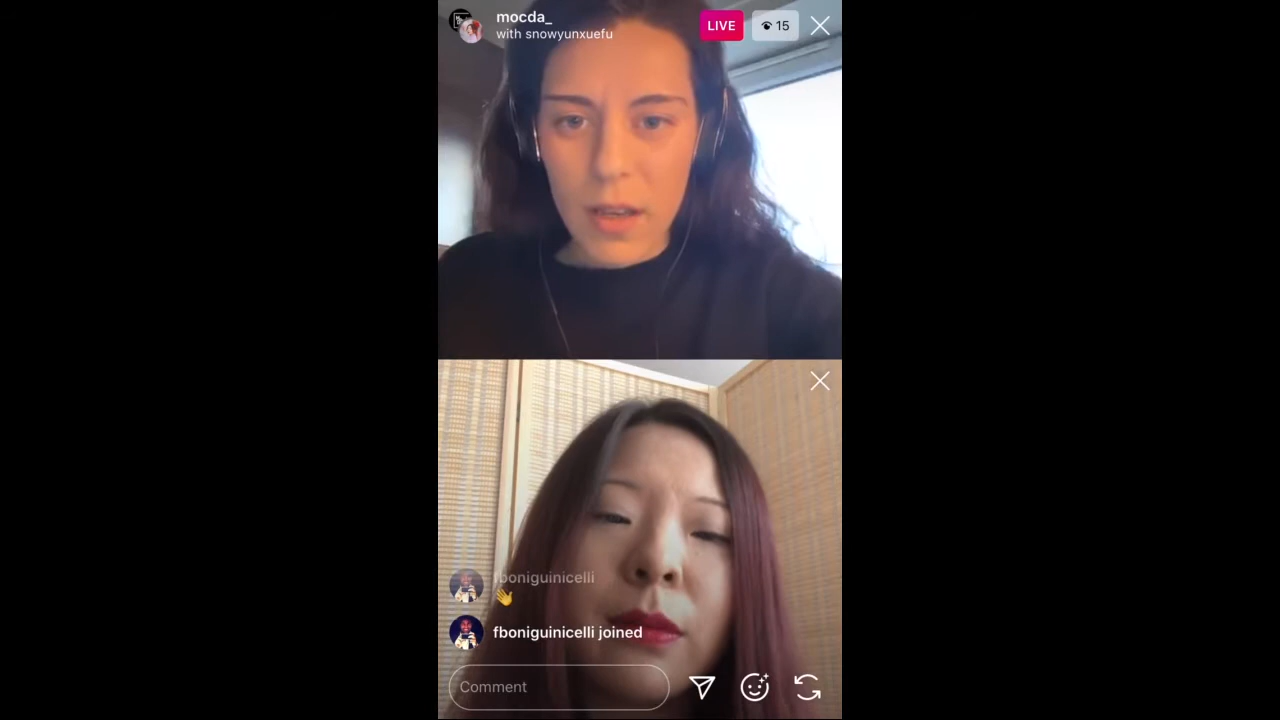 mocda_
with snowyunxuefu
LIVE
15
fboniguinicelli
👋
fboniguinicelli joined
Comment